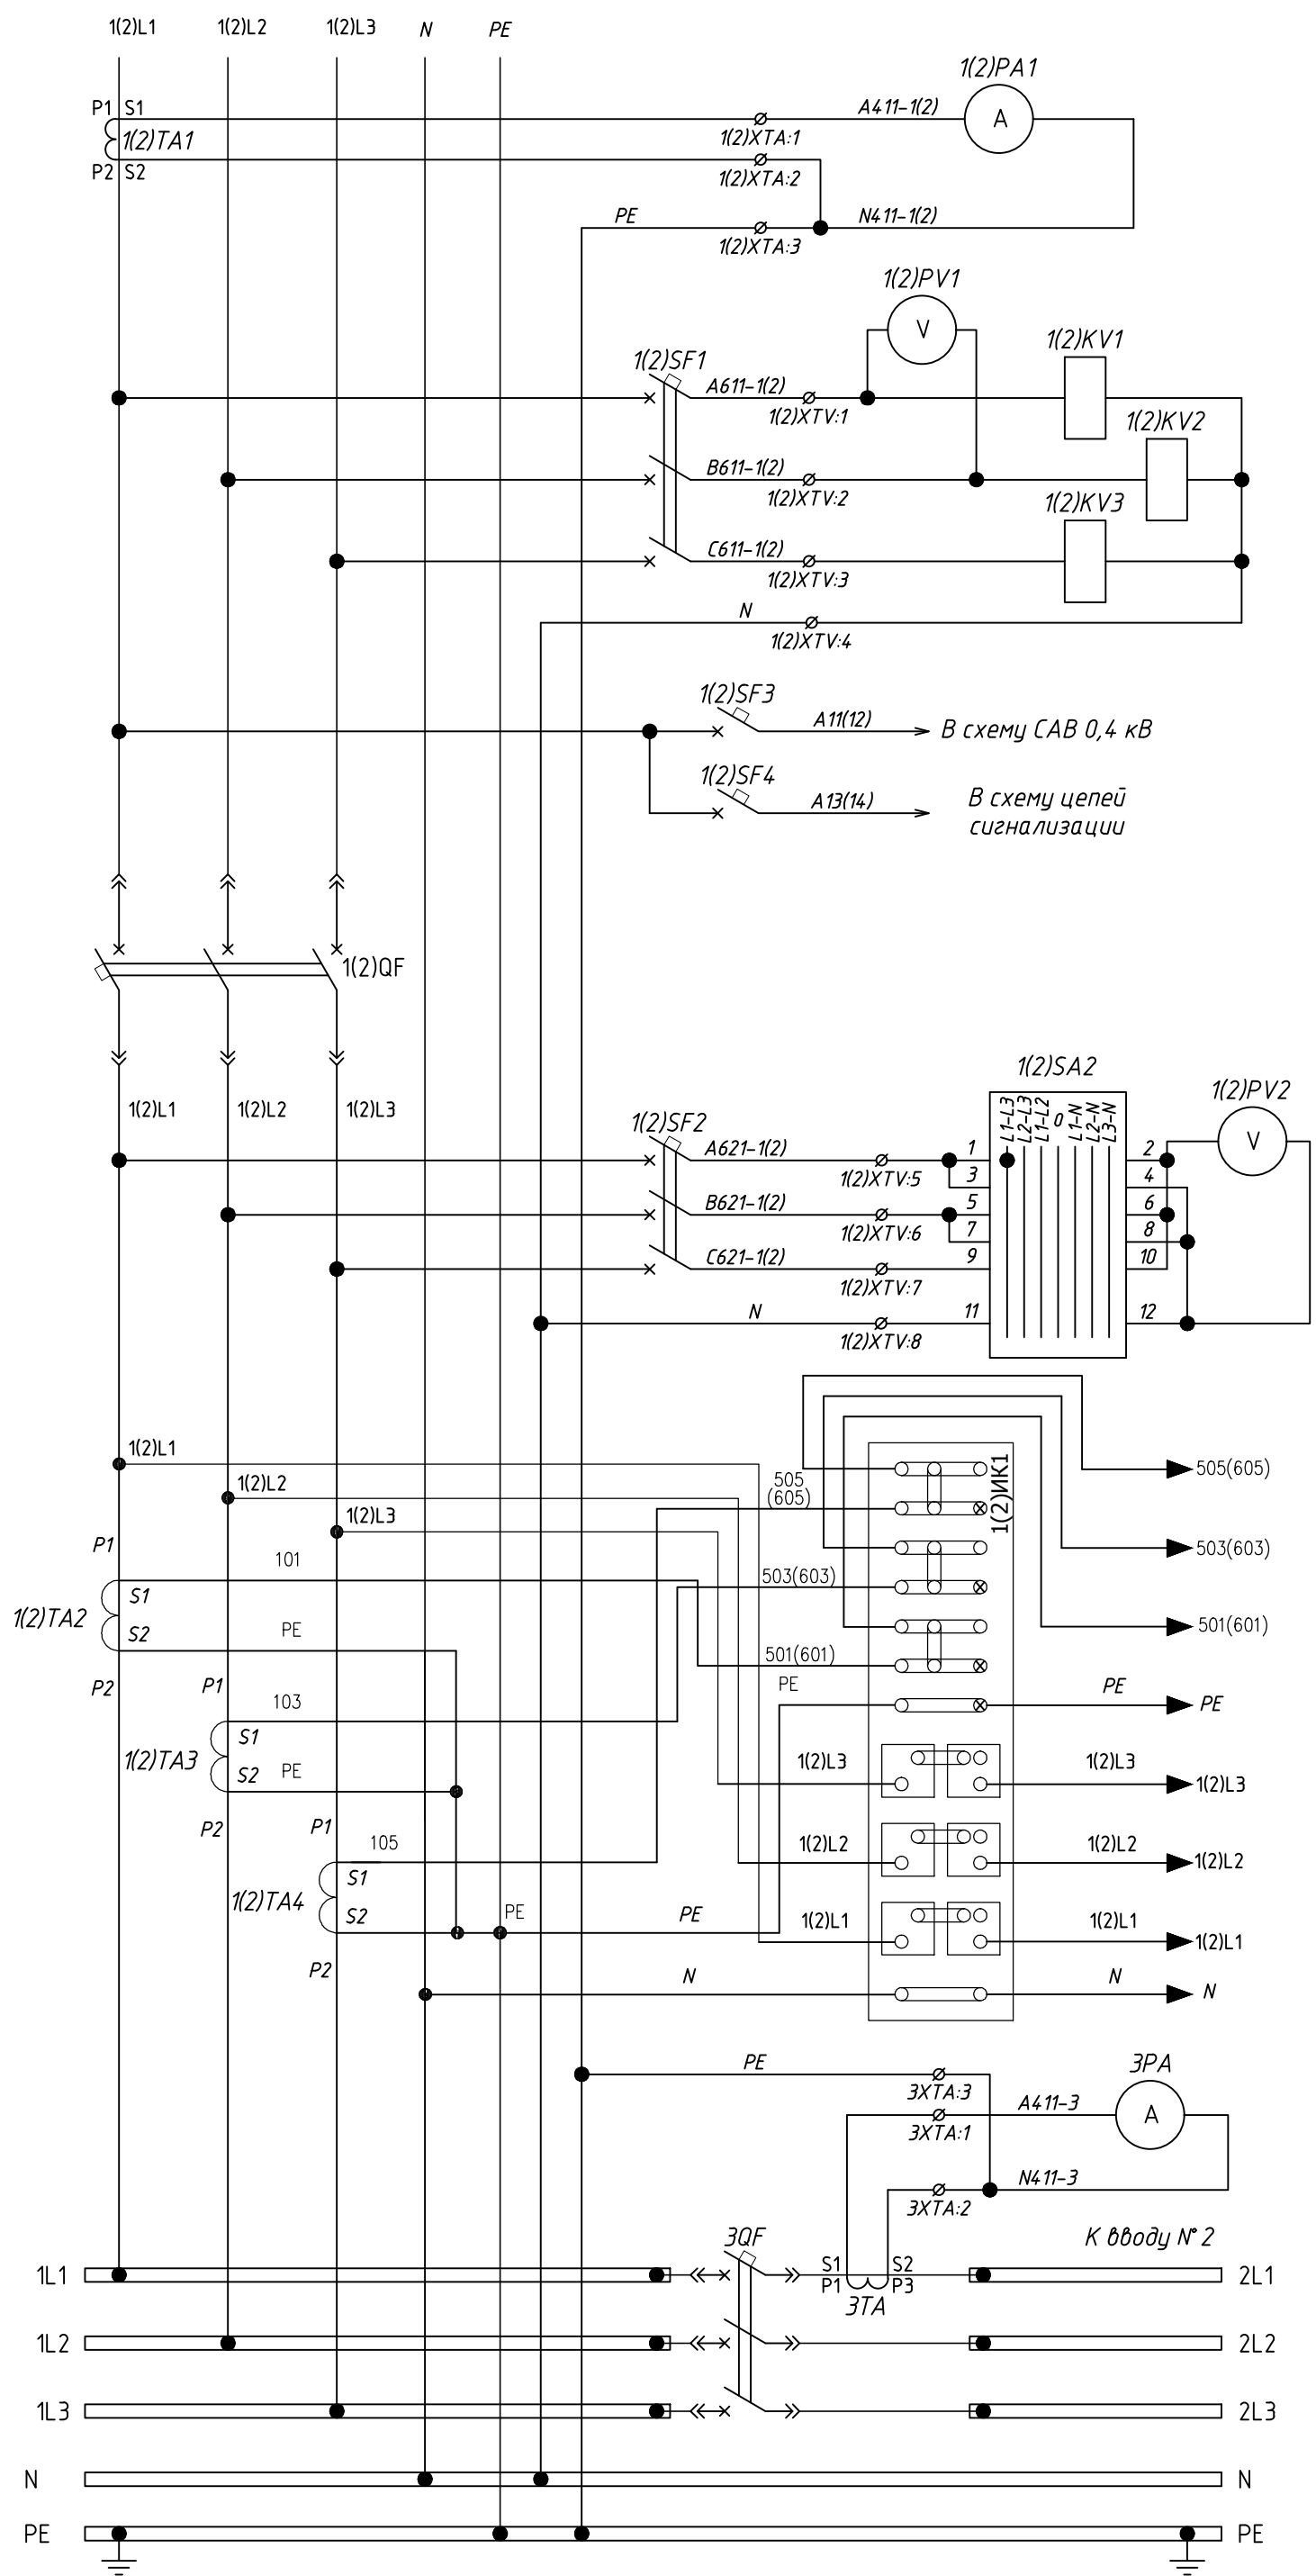 1(2)L1 1(2)L2 1(2)L3 N PE
1(2)PA1
P1 S1
A411-1(2)
A
1(2)TA1
1(2)XTA:1
P2 S2
1(2)XTA:2
PE
N411-1(2)
1(2)XTA:3
1(2)PV1
V
1(2)KV1
1(2)SF1
A611-1(2)
1(2)XTV:1
1(2)KV2
B611-1(2)
1(2)XTV:2
1(2)KV3
C611-1(2)
1(2)XTV:3
N
1(2)XTV:4
1(2)SF3
A11(12)
В схему САВ 0,4 кВ
1(2)SF4
A13(14)
В схему цепей
сигнализации
1(2)QF
1(2)SA2
1(2)L1 1(2)L2 1(2)L3
1(2)PV2
V
L1-L3
L2-L3
L1-L2
0
L1-N
L2-N
L3-N
1(2)SF2
A621-1(2)
1(2)XTV:5
B621-1(2)
1(2)XTV:6
C621-1(2)
1(2)XTV:7
N
1(2)XTV:8
1 2
3 4
5 6
7 8
9 10
11 12
1(2)L1
1(2)L2
1(2)L3
505
(605)
1(2)ИК1
505(605)
503(603)
P1
101
503(603)
S1
1(2)TA2
S2
PE
501(601)
501(601)
P2
P1
103
PE
PE
PE
S1
1(2)TA3
S2
PE
1(2)L3
1(2)L3
1(2)L3
P2
P1
105
1(2)L2
1(2)L2
1(2)L2
S1
1(2)TA4
S2
PE
PE
1(2)L1
1(2)L1
1(2)L1
P2
N
N
N
PE
3XTA:3
3PA
A411-3
A
3XTA:1
N411-3
3XTA:2
3QF
К вводу №2
S1 S2
P1 P3
3TA
1L1 2L1
1L2 2L2
1L3 2L3
N N
PE PE